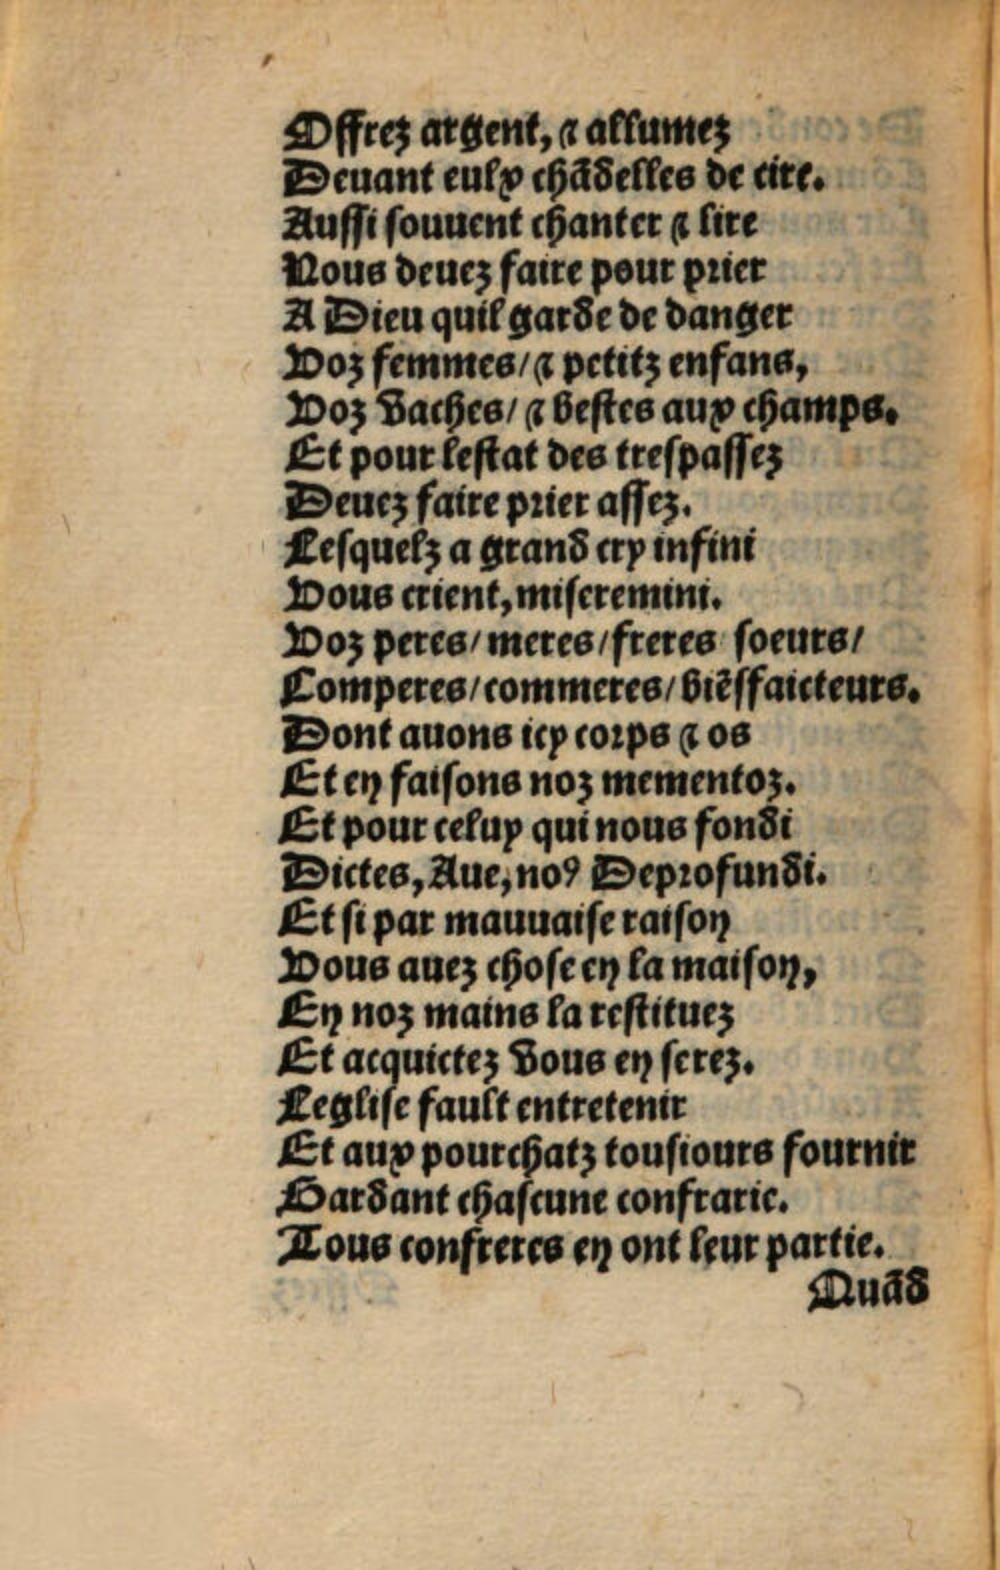 Offrez argent, ⁊ allumez
Deuant eulx chãdelles de cire.
Aussi souuent chanter ⁊ lire
Nous deuez faire pour prier
A Dieu quil garde de danger
Voz femmes/ ⁊ petitz enfans,
Voz vaches/ ⁊ bestes aux champs.
Et pour lestat des trespassez
Deuez faire prier assez.
Lesquelz a grand cry infini
Vous crient, miseremini.
Voz peres/ meres/ freres soeurs/
Comperes/ commeres/ biẽsfaicteurs.
Dont auons icy corps ⁊ os
Et en faisons noz mementoz.
Et pour celuy qui nous fondi
Dictes, Aue, noꝰ Deprofundi.
Et si par mauuaise raison
Vous auez chose en la maison,
En noz mains la restituez
Et acquictez vous en serez.
Leglise fault entretenir
Et aux pourchatz tousiours fournir
Gardant chascune confrarie.
Tous confreres en ont leur partie.
Quãd